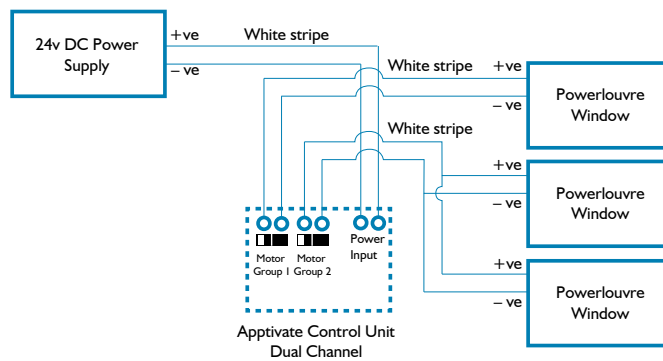 24v DC Power
Supply
+ve
White stripe
– ve
White stripe
+ve
– ve
Powerlouvre
Window
White stripe
+ve
– ve
Powerlouvre
Window
+ve
– ve
Powerlouvre
Window
Motor
Group 1
Motor
Group 2
Power
Input
Apptivate Control Unit
Dual Channel